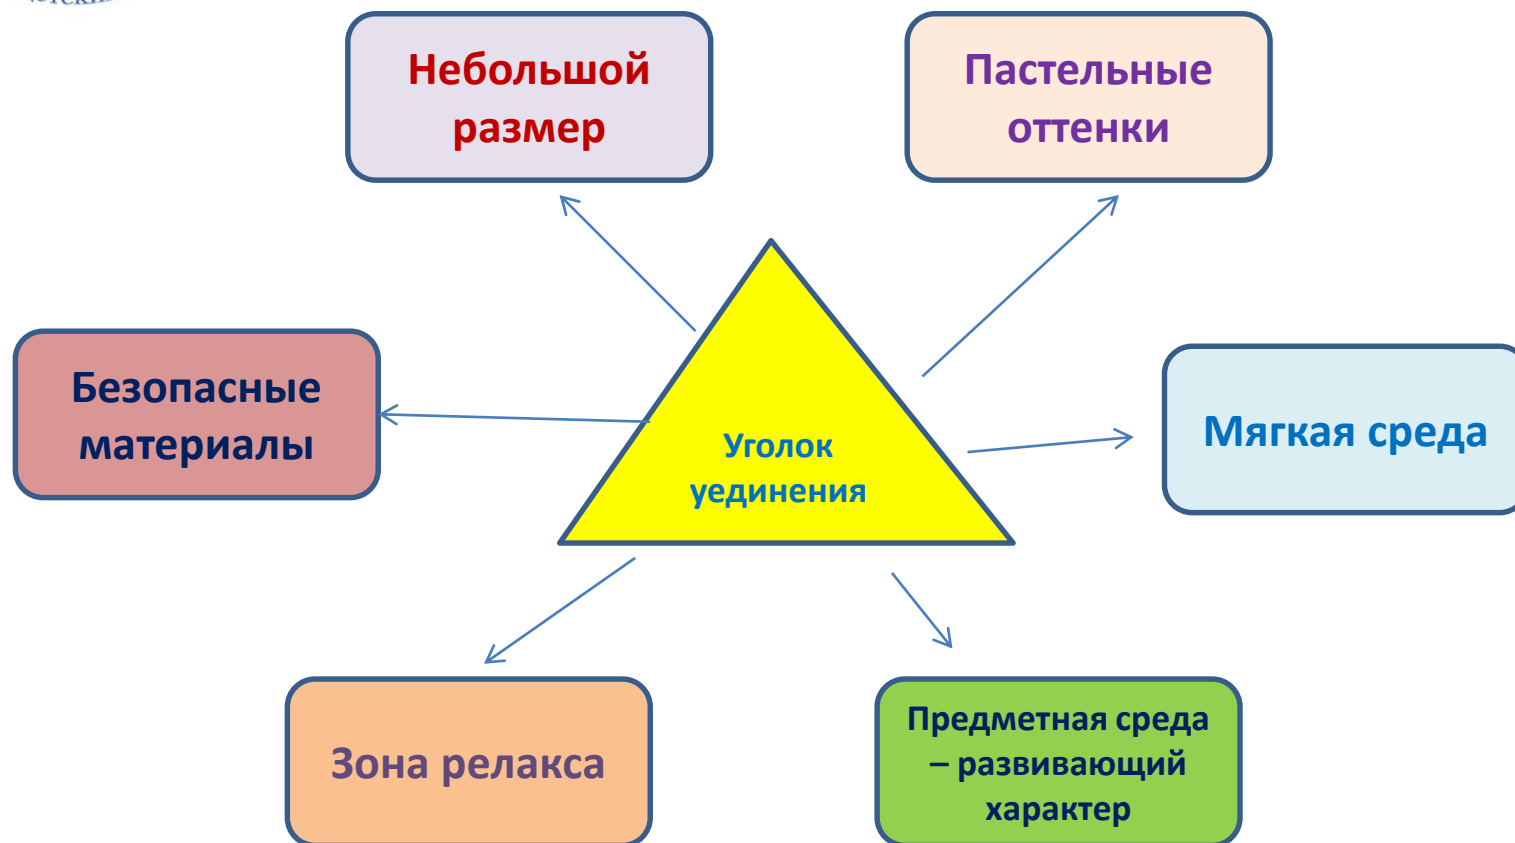 Небольшой
размер
Пастельные
оттенки
Безопасные
материалы
Уголок
уединения
Мягкая среда
Зона релакса
Предметная среда
– развивающий
характер